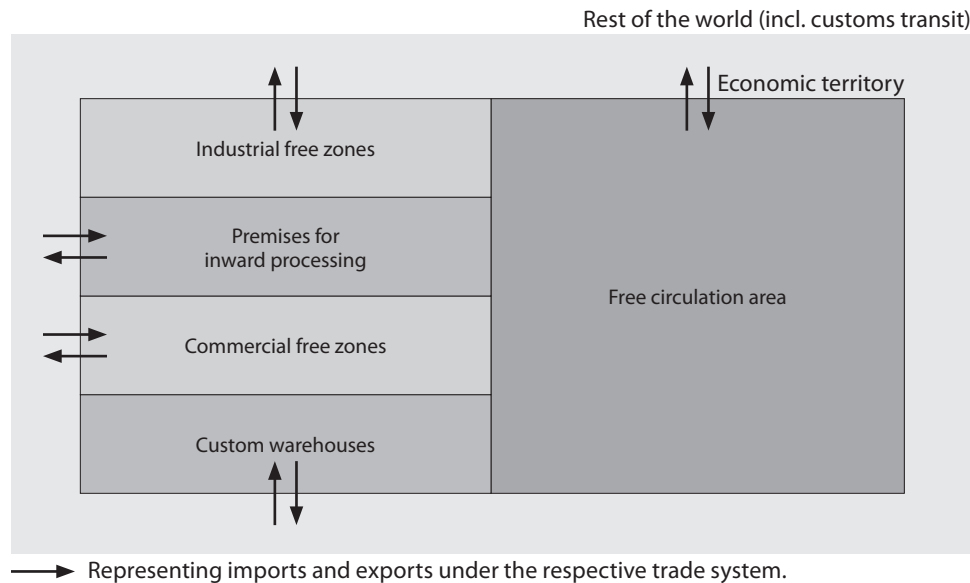 Rest of the world (incl. customs transit)
Economic territory
Industrial free zones
Premises for
inward processing
Free circulation area
Commercial free zones
Custom warehouses
Representing imports and exports under the respective trade system.